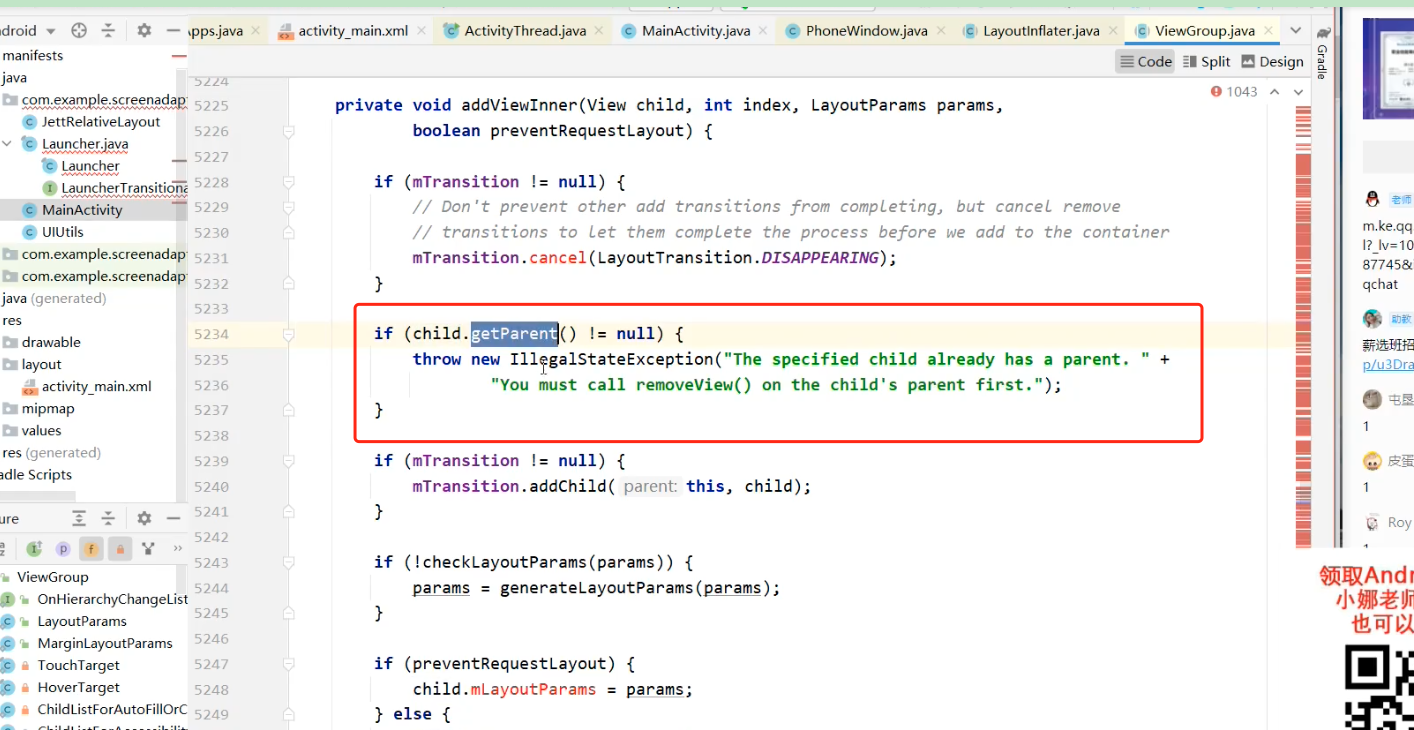 droid
pps.java
activity_main.xml
ActivityThread.java
MainActivity.java
PhoneWindow.java
LayoutInflater.java
ViewGroup.java
Code
Split
Design
Gradle
1043
manifests
java
com.example.screenadap
JettRelativeLayout
Launcher.java
Launcher
LauncherTransitiona
MainActivity
UIUtils
com.example.screenadap
com.example.screenadap
java (generated)
res
drawable
layout
activity_main.xml
mipmap
values
res (generated)
adle Scripts
ure
ViewGroup
OnHierarchyChangeList
LayoutParams
MarginLayoutParams
TouchTarget
HoverTarget
ChildListForAutoFillOrC
ChildListForAccessibilit
5224
5225 private void addViewInner(View child, int index, LayoutParams params,
5226 boolean preventRequestLayout) {
5227
5228 if (mTransition != null) {
5229 // Don't prevent other add transitions from completing, but cancel remove
5230 // transitions to let them complete the process before we add to the container
5231 mTransition.cancel(LayoutTransition.DISAPPEARING);
5232 }
5233
5234 if (child.getParent() != null) {
5235 throw new IllegalStateException("The specified child already has a parent. " +
5236 "You must call removeView() on the child's parent first.");
5237 }
5238
5239 if (mTransition != null) {
5240 mTransition.addChild( parent: this, child);
5241 }
5242
5243 if (!checkLayoutParams(params)) {
5244 params = generateLayoutParams(params);
5245 }
5246
5247 if (preventRequestLayout) {
5248 child.mLayoutParams = params;
5249 } else {
老师
m.ke.qq
l?_lv=10
87745&
qchat
助教
薪选班招
p/u3Dra
屯垦
1
皮蛋
1
Roy
领取Andr
小娜老师
也可以